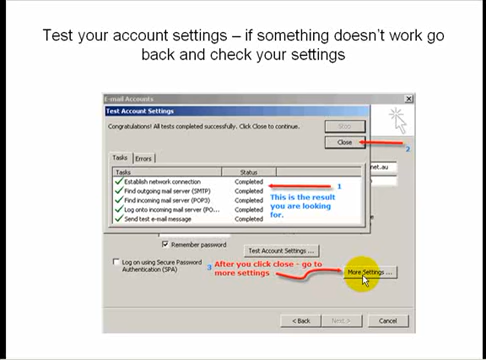 Test your account settings – if something doesn't work go
back and check your settings
E-mail Accounts
Test Account Settings
Congratulations! All tests completed successfully. Click Close to continue.
Stop
Close
2
Tasks
Errors
net.au
Tasks Status
Establish network connection Completed
Find outgoing mail server (SMTP) Completed
Find incoming mail server (POP3) Completed
Log onto incoming mail server (PO... Completed
Send test e-mail message Completed
1
This is the result
you are looking
for.
Remember password
Test Account Settings ...
Log on using Secure Password
Authentication (SPA)
3 After you click close - go to
more settings
More Settings ...
< Back
Next >
Cancel